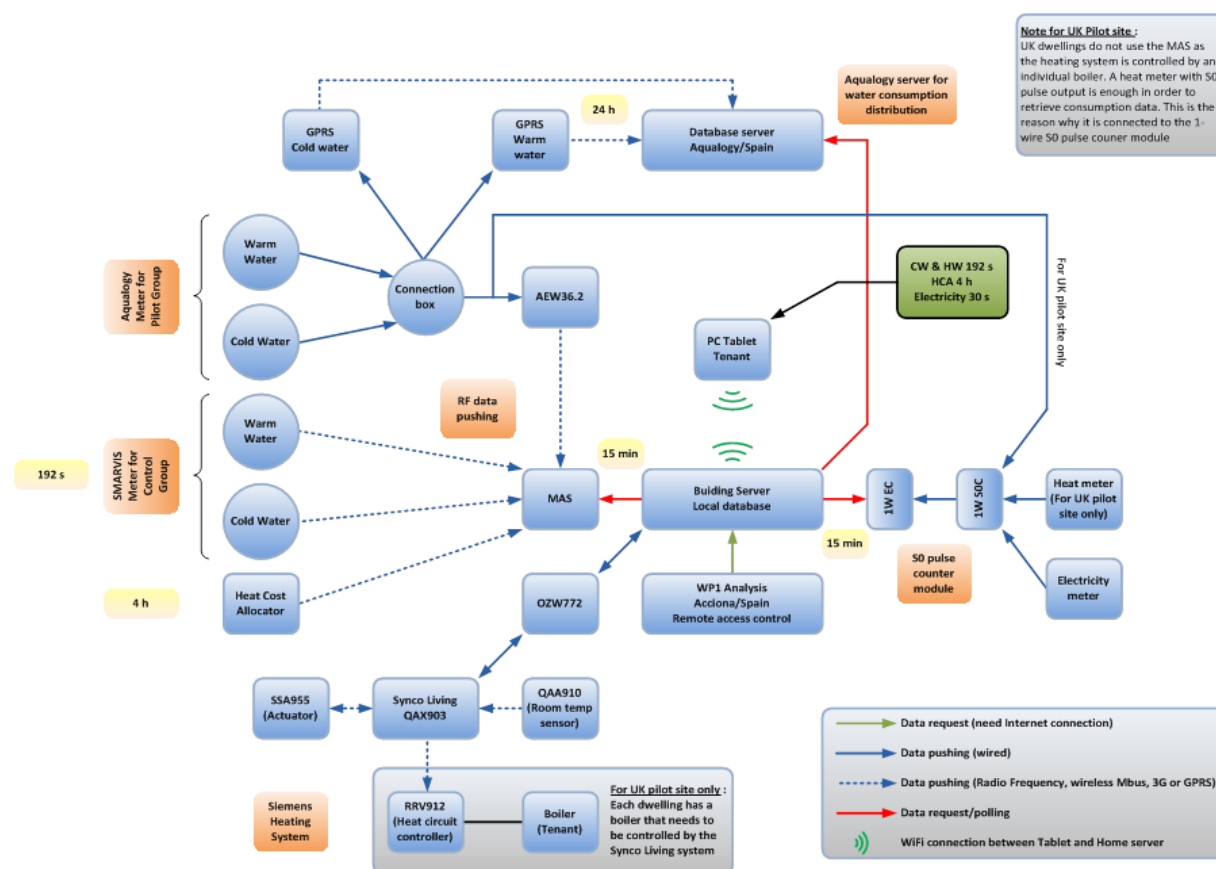 Note for UK Pilot site :
UK dwellings do not use the MAS as
the heating system is controlled by an
individual boiler. A heat meter with S0
pulse output is enough in order to
retrieve consumption data. This is the
reason why it is connected to the 1-
wire S0 pulse couner module
Aqualogy server for
water consumption
distribution
24 h
GPRS
Cold water
GPRS
Warm
water
Database server
Aqualogy/Spain
Aqualogy
Meter for
Pilot Group
Warm
Water
Cold Water
Connection
box
AEW36.2
CW & HW 192 s
HCA 4 h
Electricity 30 s
For UK pilot site only
PC Tablet
Tenant
RF data
pushing
192 s
SMARVIS
Meter for
Control
Group
Warm
Water
Cold Water
15 min
MAS
Buiding Server
Local database
15 min
1W EC
1W S0C
Heat meter
(For UK pilot
site only)
S0 pulse
counter
module
Electricity
meter
4 h
Heat Cost
Allocator
OZW772
WP1 Analysis
Acciona/Spain
Remote access control
SSA955
(Actuator)
Synco Living
QAX903
QAA910
(Room temp
sensor)
Siemens
Heating
System
RRV912
(Heat circuit
controller)
Boiler
(Tenant)
For UK pilot site only :
Each dwelling has a
boiler that needs to
be controlled by the
Synco Living system
Data request (need Internet connection)
Data pushing (wired)
Data pushing (Radio Frequency, wireless Mbus, 3G or GPRS)
Data request/polling
WiFi connection between Tablet and Home server